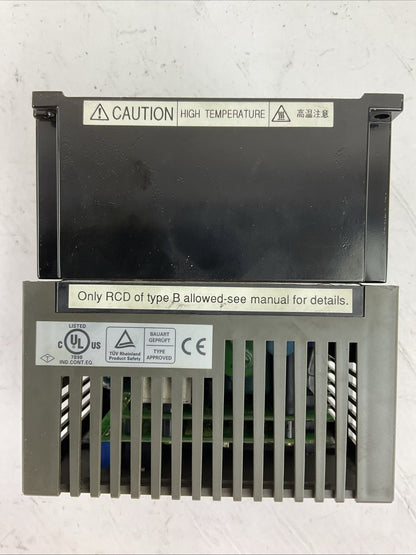 CAUTION HIGH TEMPERATURE 高温注意
Only RCD of type B allowed-see manual for details.
LISTED
C UL US
7B98
IND.CONT.EQ.
TÜV Rheinland
Product Safety
BAUART
GEPRÜFT
TYPE
APPROVED
CE